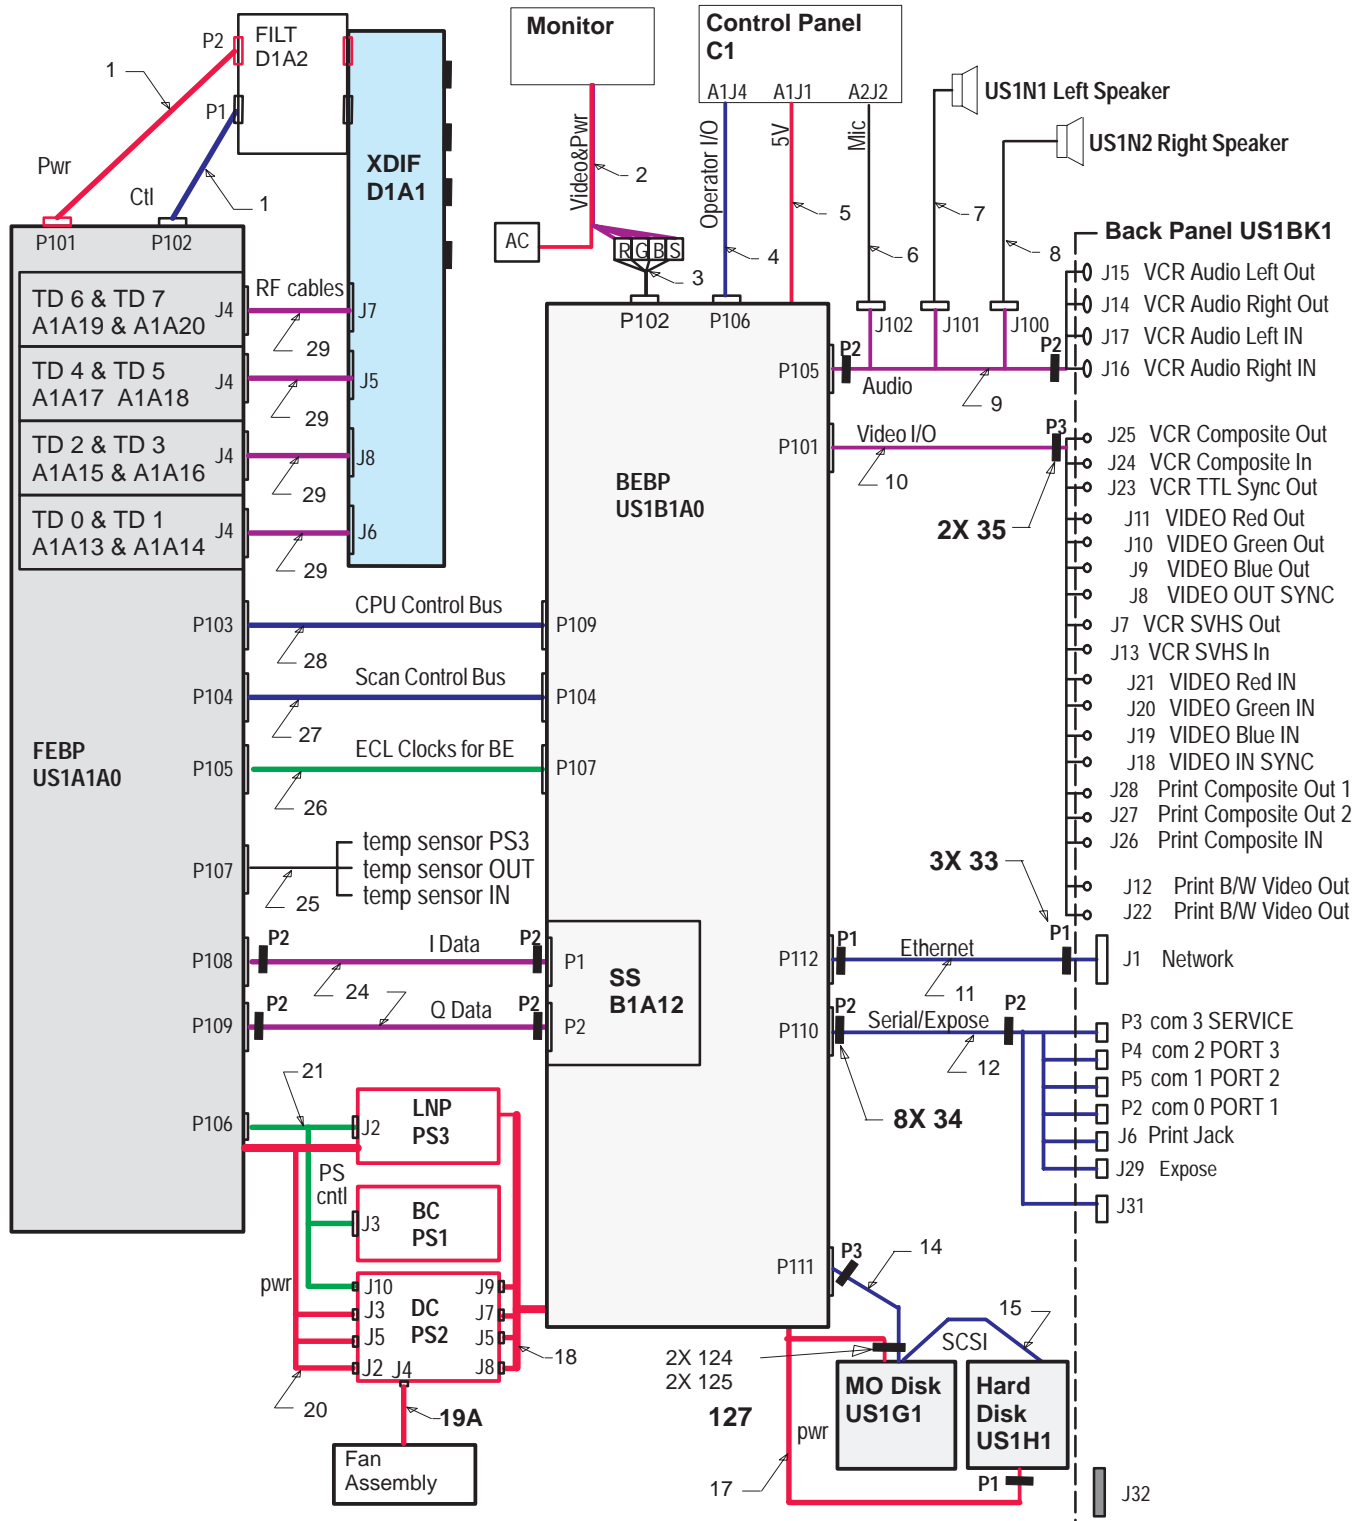 P2
FILT
D1A2
1
P1
Pwr
Ctl
1
P101
P102
XDIF
D1A1
Monitor
Video&Pwr
2
AC
R G B S
3
P102
Control Panel
C1
A1J4
A1J1
A2J2
Operator I/O
5V
Mic
4
5
6
7
8
P106
US1N1 Left Speaker
US1N2 Right Speaker
J102
J101
J100
Back Panel US1BK1
J15 VCR Audio Left Out
J14 VCR Audio Right Out
J17 VCR Audio Left IN
J16 VCR Audio Right IN
P105
P2
Audio
9
P2
TD 6 & TD 7
A1A19 & A1A20
J4
RF cables
29
J7
TD 4 & TD 5
A1A17 A1A18
J4
29
J5
TD 2 & TD 3
A1A15 & A1A16
J4
29
J8
TD 0 & TD 1
A1A13 & A1A14
J4
29
J6
P101
Video I/O
10
P3
2X 35
J25 VCR Composite Out
J24 VCR Composite In
J23 VCR TTL Sync Out
J11 VIDEO Red Out
J10 VIDEO Green Out
J9 VIDEO Blue Out
J8 VIDEO OUT SYNC
J7 VCR SVHS Out
J13 VCR SVHS In
J21 VIDEO Red IN
J20 VIDEO Green IN
J19 VIDEO Blue IN
J18 VIDEO IN SYNC
J28 Print Composite Out 1
J27 Print Composite Out 2
J26 Print Composite IN
J12 Print B/W Video Out
J22 Print B/W Video Out
BEBP
US1B1A0
P103
CPU Control Bus
28
P109
P104
Scan Control Bus
27
P104
FEBP
US1A1A0
P105
ECL Clocks for BE
26
P107
P107
25
temp sensor PS3
temp sensor OUT
temp sensor IN
P108
P2
I Data
24
P2
P1
P109
P2
Q Data
P2
P2
SS
B1A12
3X 33
P112
P1
Ethernet
11
P1
J1 Network
P110
P2
Serial/Expose
12
P2
8X 34
P3 com 3 SERVICE
P4 com 2 PORT 3
P5 com 1 PORT 2
P2 com 0 PORT 1
J6 Print Jack
J29 Expose
J31
21
P106
J2
LNP
PS3
PS
cntl
J3
BC
PS1
pwr
J10
J3
J5
J2
DC
PS2
J4
J9
J7
J5
J8
18
20
19A
Fan
Assembly
P111
P3
14
15
SCSI
2X 124
2X 125
127
pwr
17
MO Disk
US1G1
Hard
Disk
US1H1
P1
J32